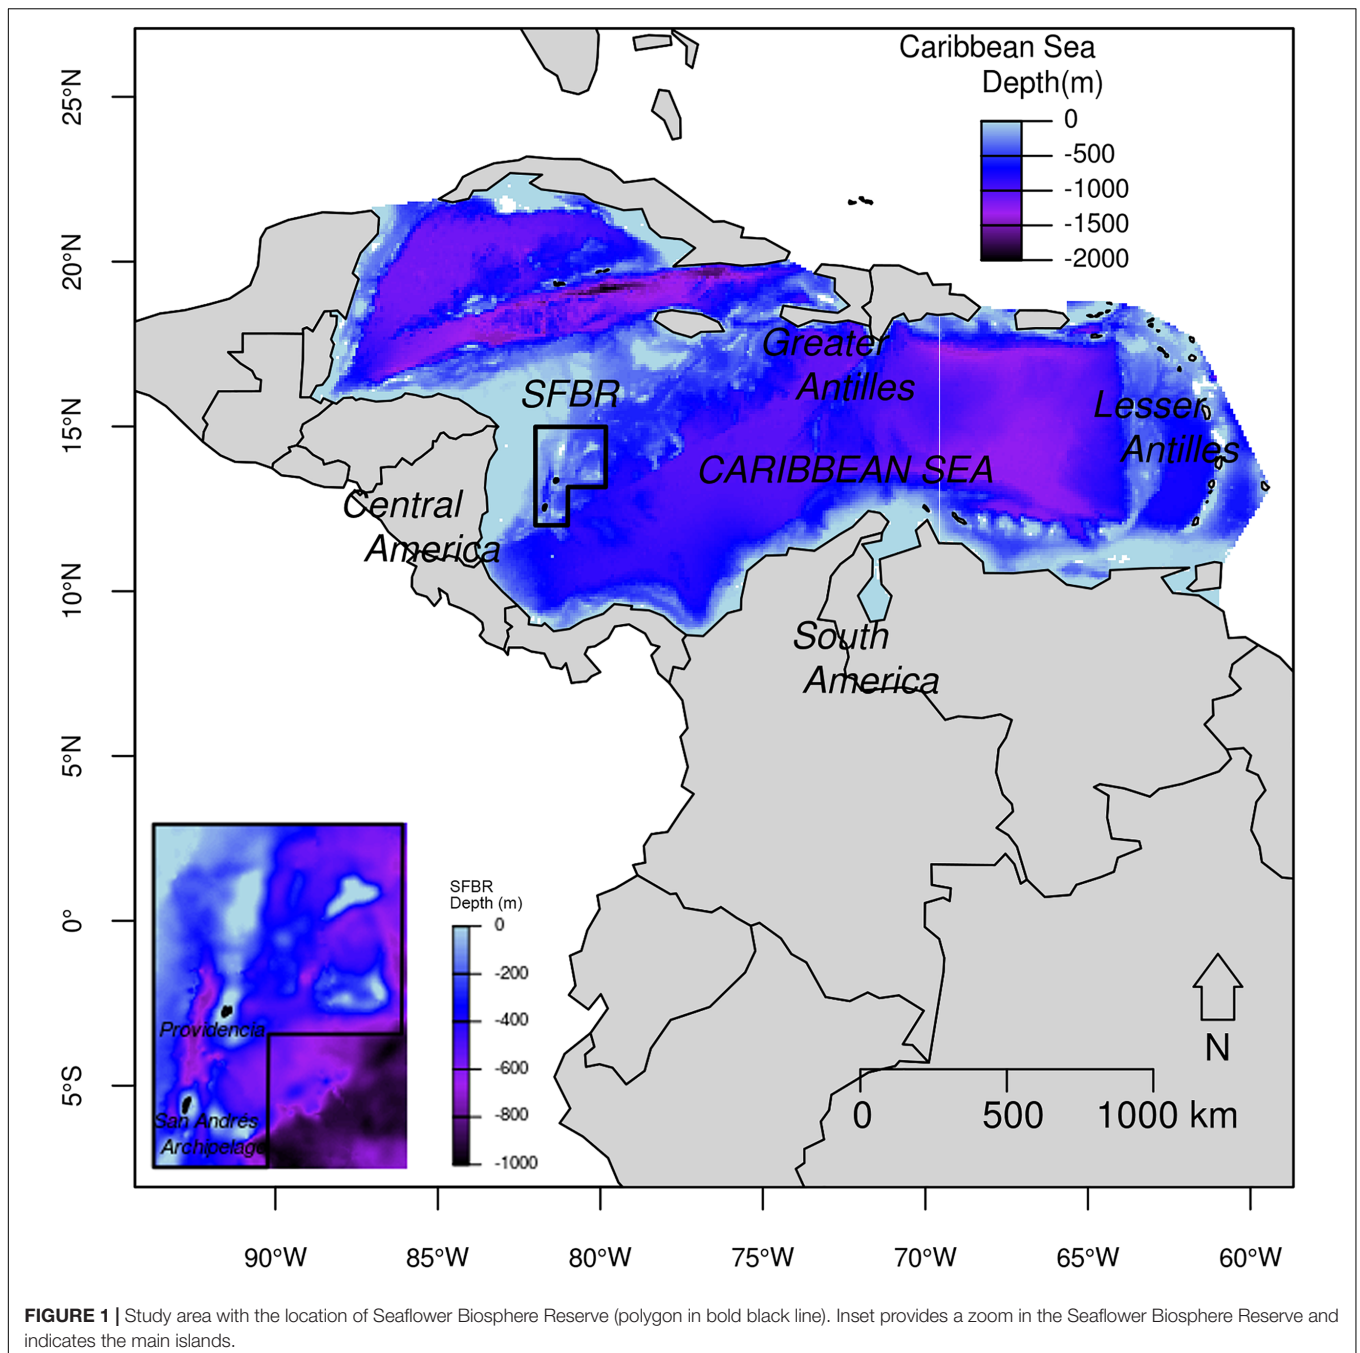 Caribbean Sea
Depth(m)
0
-500
-1000
-1500
-2000
25°N
20°N
15°N
10°N
5°N
0°
5°S
SFBR
Greater
Antilles
Lesser
Antilles
CARIBBEAN SEA
Central
America
South
America
SFBR
Depth (m)
0
-200
-400
-600
-800
-1000
Providencia
San Andrés
Archipelago
N
0 500 1000 km
90°W 85°W 80°W 75°W 70°W 65°W 60°W
FIGURE 1 | Study area with the location of Seaflower Biosphere Reserve (polygon in bold black line). Inset provides a zoom in the Seaflower Biosphere Reserve and
indicates the main islands.